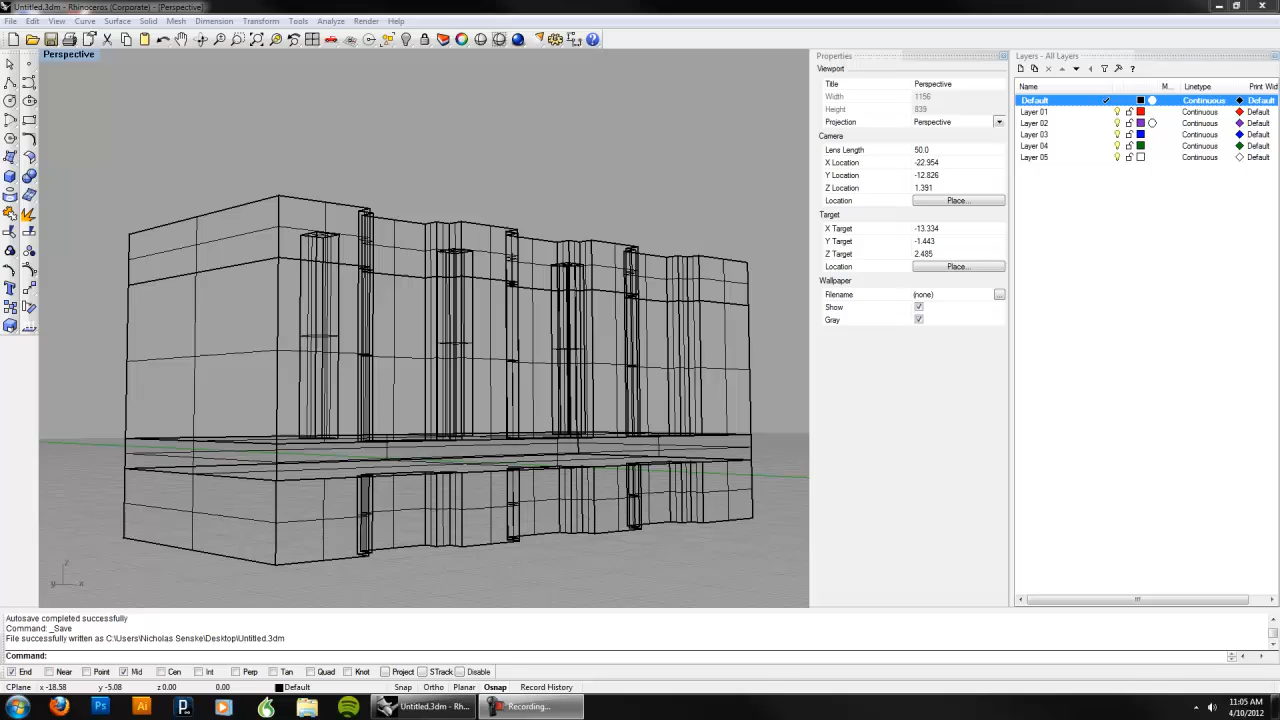 Untitled.3dm - Rhinoceros (Corporate) - [Perspective]
File Edit View Curve Surface Solid Mesh Dimension Transform Tools Analyze Render Help
Perspective
Properties
Viewport
Title Perspective
Width 1156
Height 839
Projection Perspective
Camera
Lens Length 50.0
X Location -22.954
Y Location -12.826
Z Location 1.391
Location Place...
Target
X Target -13.334
Y Target -1.443
Z Target 2.485
Location Place...
Wallpaper
Filename (none) ...
Show
Gray
Layers - All Layers
Name M... Linetype Print Wid
Default Continuous Default
Layer 01 Continuous Default
Layer 02 Continuous Default
Layer 03 Continuous Default
Layer 04 Continuous Default
Layer 05 Continuous Default
z
y x
Autosave completed successfully
Command: _Save
File successfully written as C:\Users\Nicholas Senske\Desktop\Untitled.3dm
Command:
End Near Point Mid Cen Int Perp Tan Quad Knot Project STrack Disable
CPlane x -18.58 y -5.08 z 0.00 0.00 Default Snap Ortho Planar Osnap Record History
Ps Ai P Untitled.3dm - Rh... Recording... 11:05 AM
4/10/2012